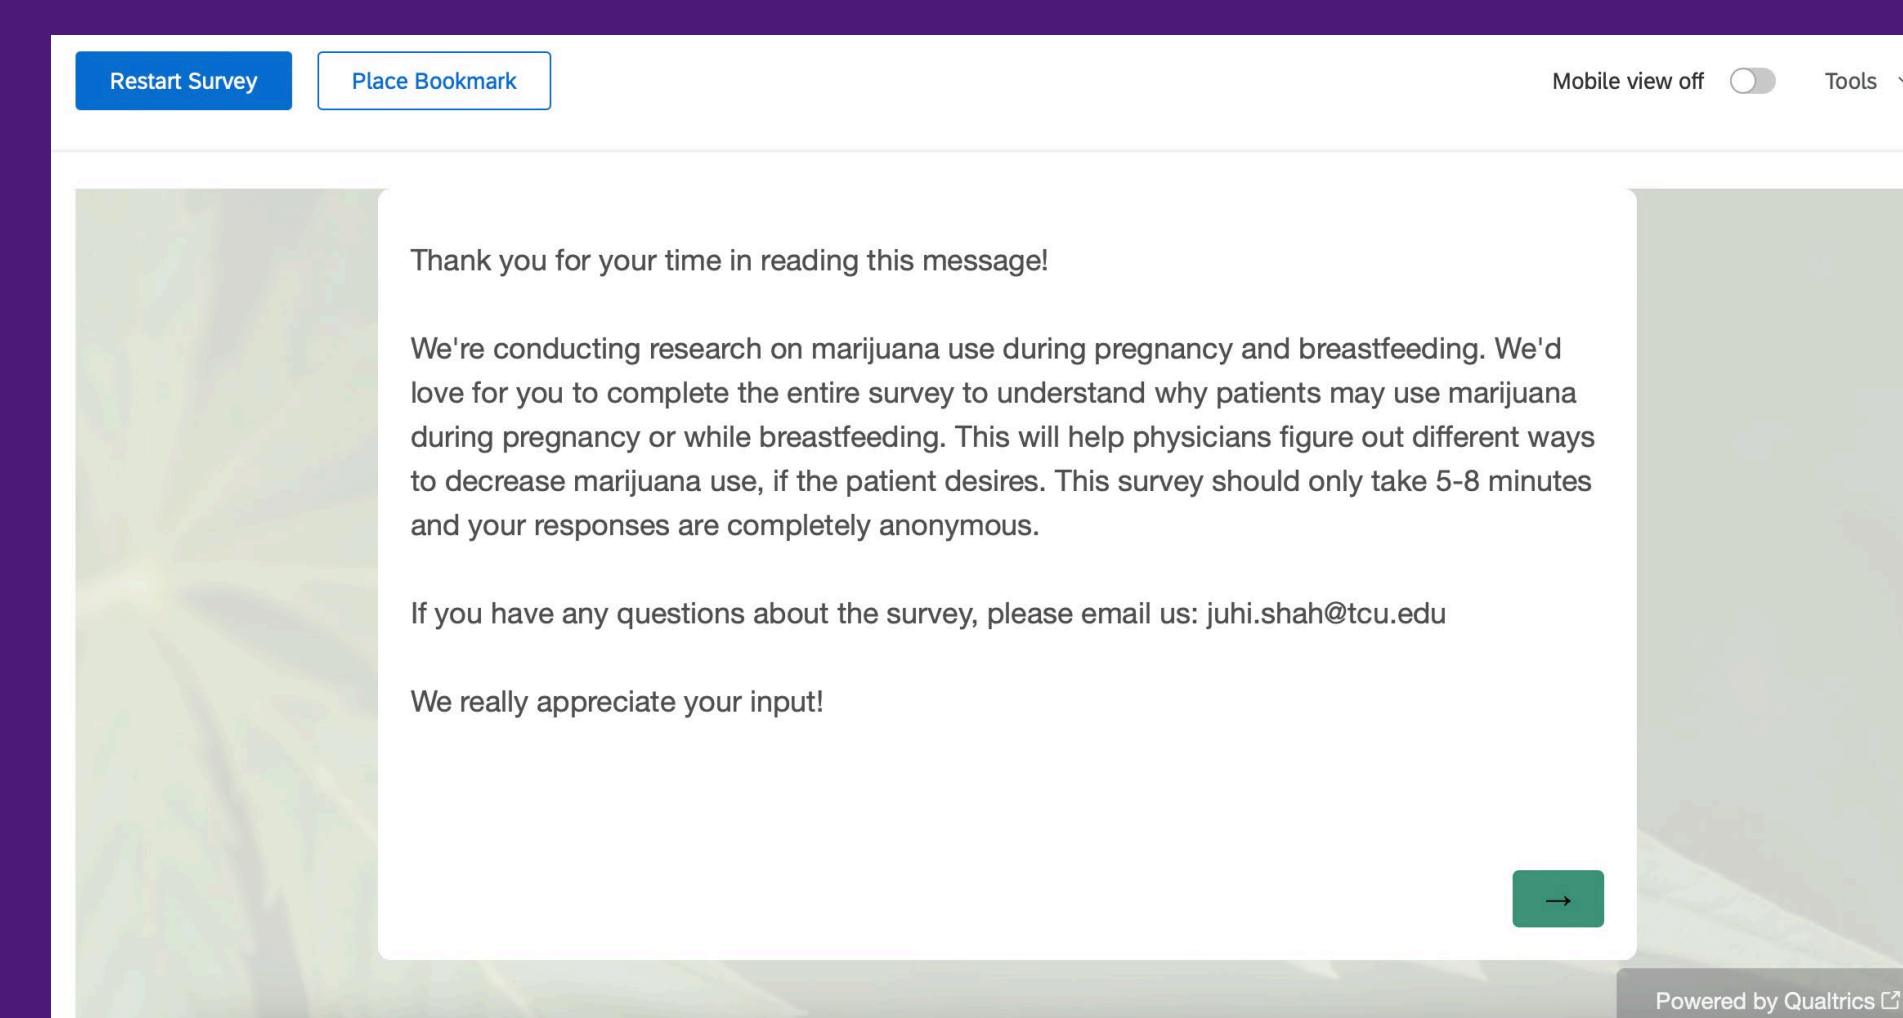 Restart Survey
Place Bookmark
Mobile view off
Tools
Thank you for your time in reading this message!
We're conducting research on marijuana use during pregnancy and breastfeeding. We'd
love for you to complete the entire survey to understand why patients may use marijuana
during pregnancy or while breastfeeding. This will help physicians figure out different ways
to decrease marijuana use, if the patient desires. This survey should only take 5-8 minutes
and your responses are completely anonymous.
If you have any questions about the survey, please email us: juhi.shah@tcu.edu
We really appreciate your input!
→
Powered by Qualtrics